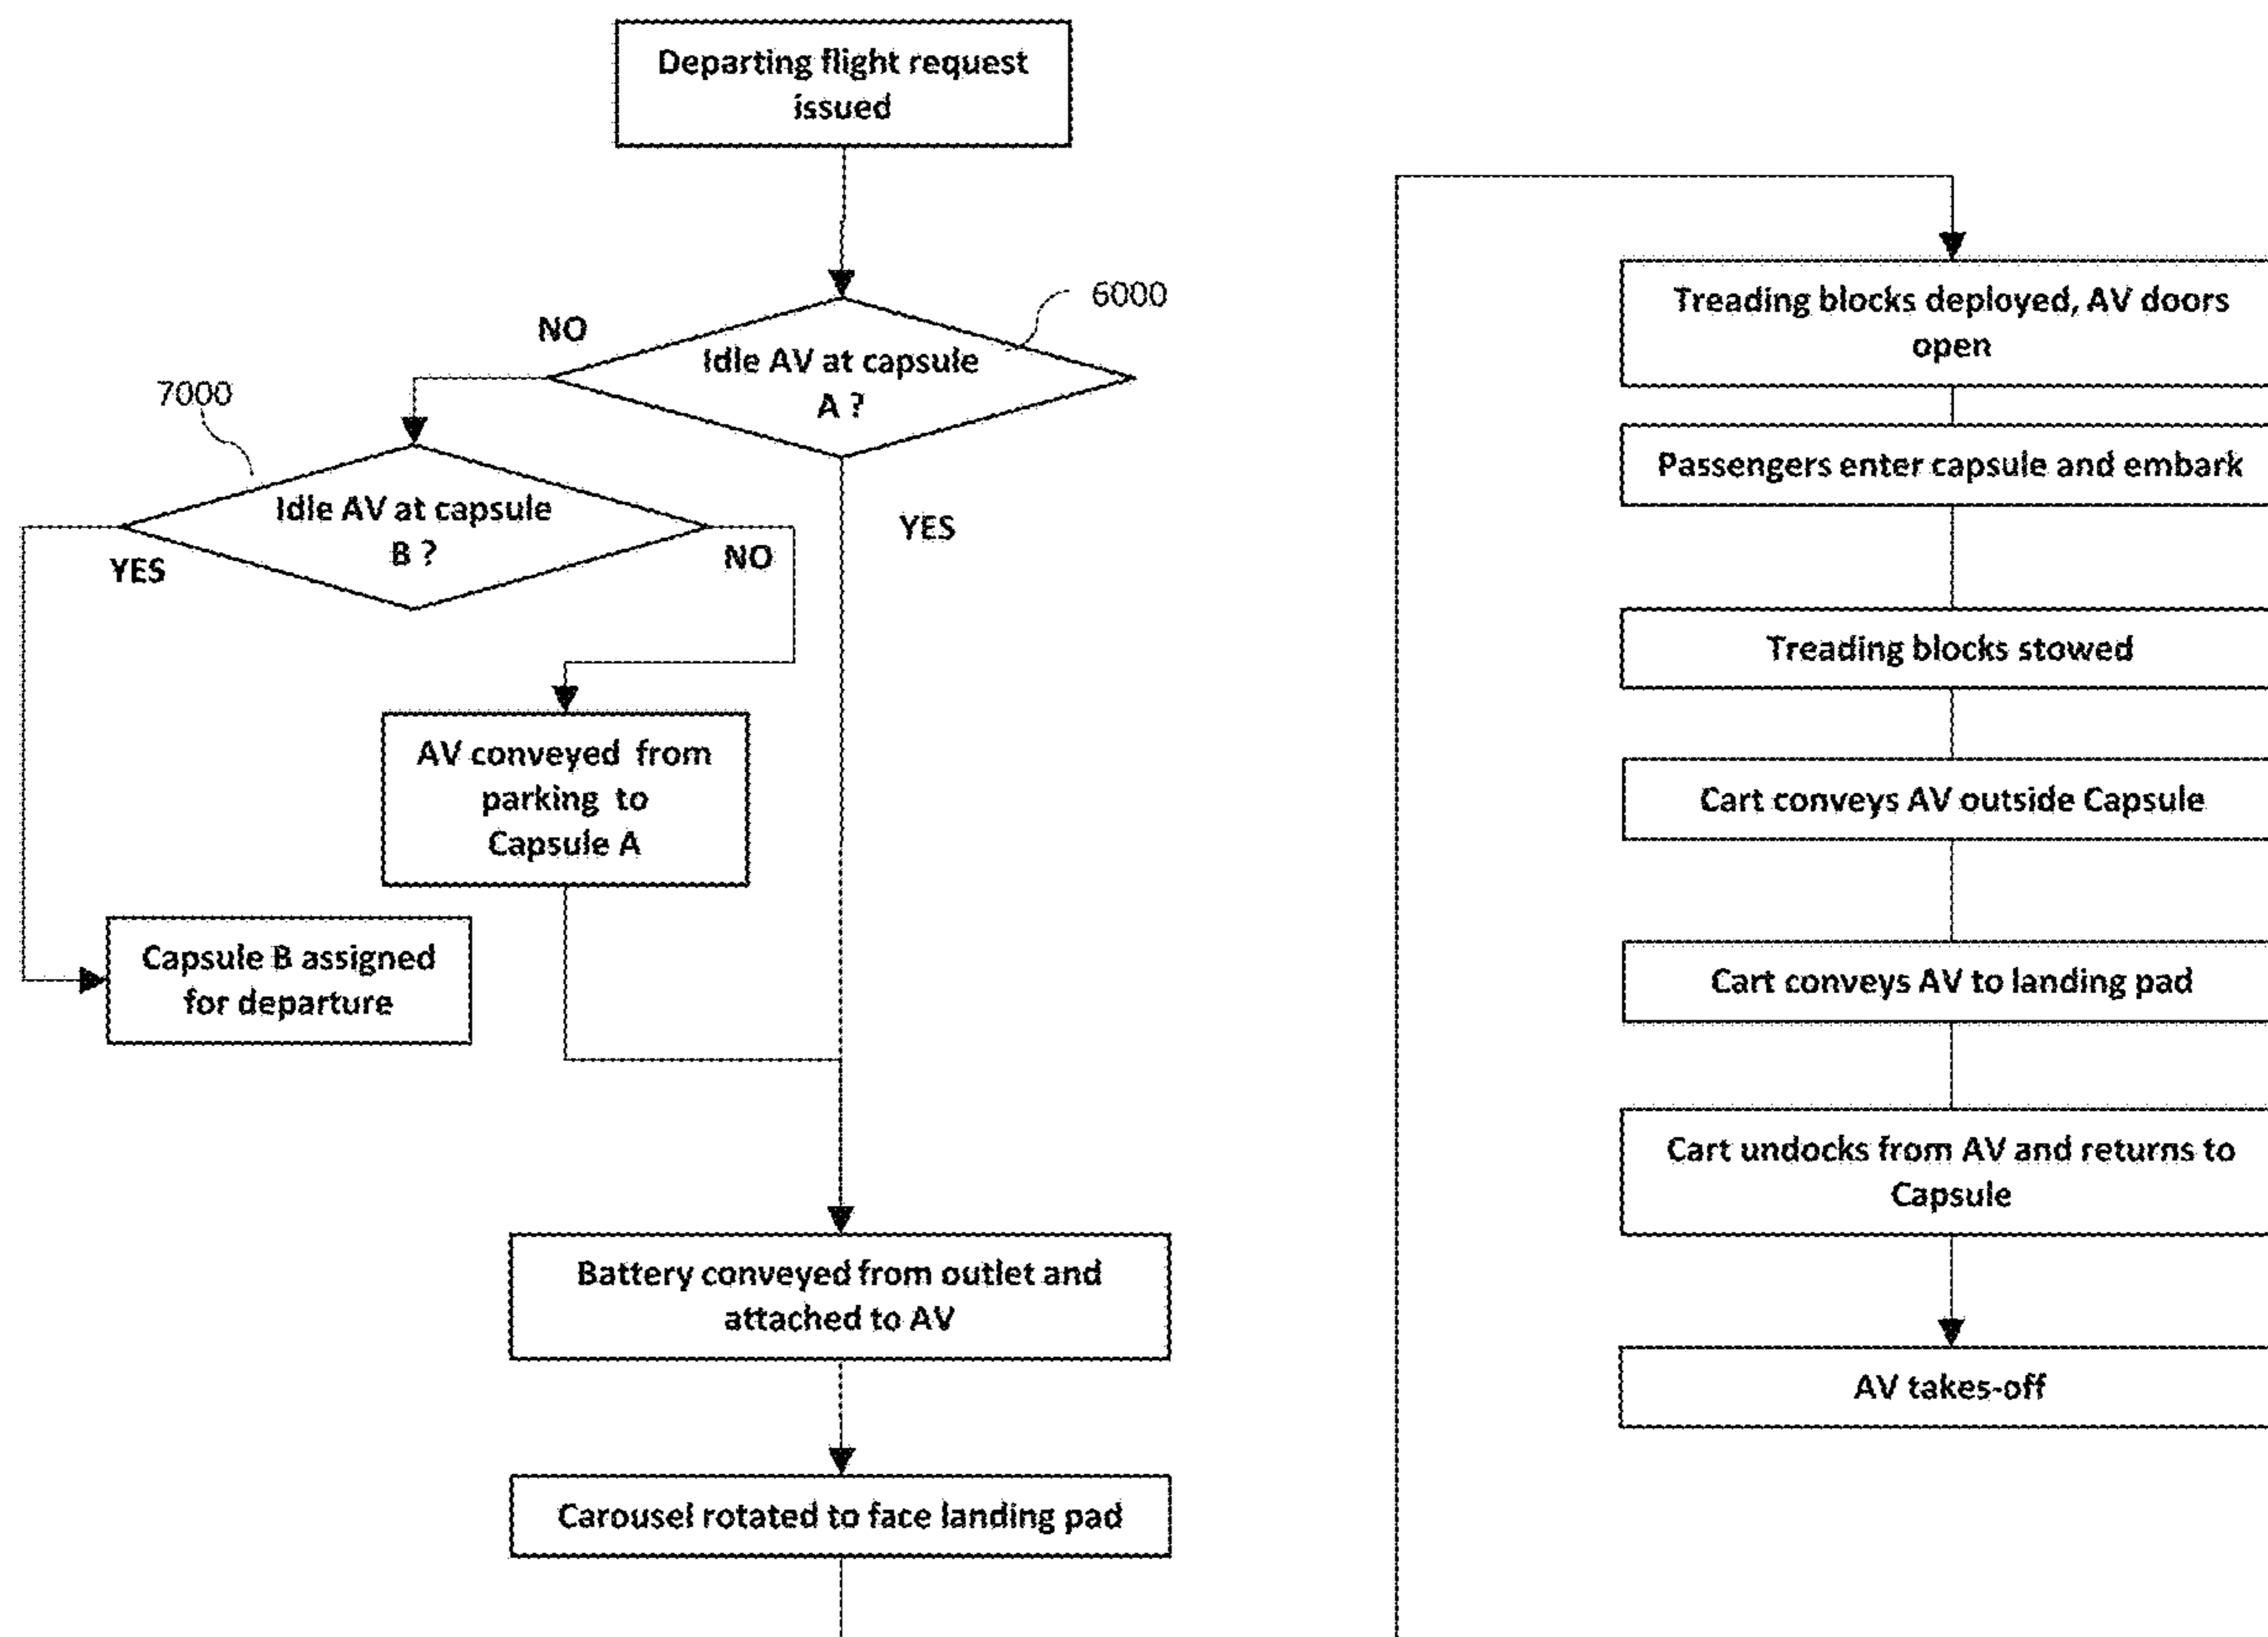 Departing flight request
issued
6000
NO
Idle AV at capsule
A ?
7000
YES
Idle AV at capsule
B ?
YES
NO
AV conveyed from
parking to
Capsule A
Capsule B assigned
for departure
Battery conveyed from outlet and
attached to AV
Carousel rotated to face landing pad
Treading blocks deployed, AV doors
open
Passengers enter capsule and embark
Treading blocks stowed
Cart conveys AV outside Capsule
Cart conveys AV to landing pad
Cart undocks from AV and returns to
Capsule
AV takes-off